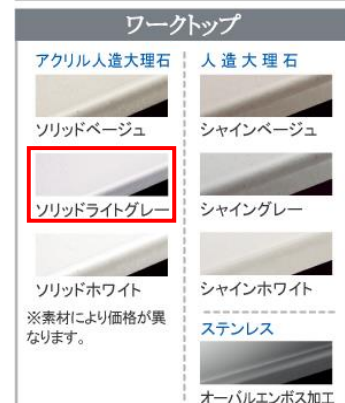 ワークトップ
アクリル人造大理石
ソリッドベージュ
ソリッドライトグレー
ソリッドホワイト
※素材により価格が異
なります。
人造大理石
シャインベージュ
シャイングレー
シャインホワイト
ステンレス
オーバルエンボス加工